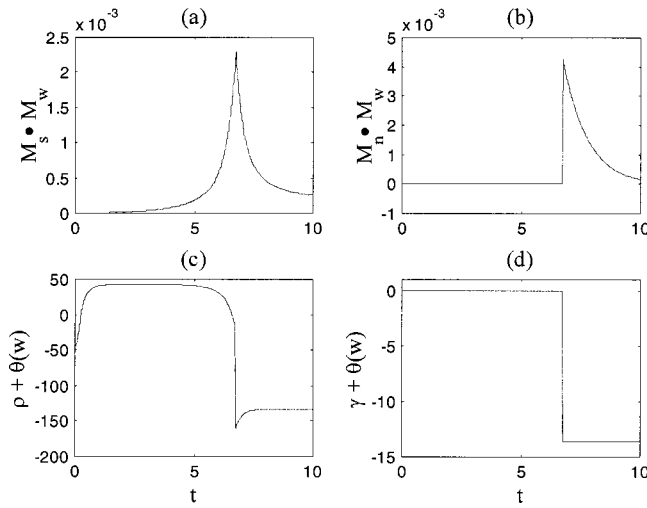 (a) (b)
x 10⁻³ x 10⁻³
2.5
2
1.5
1
0.5
0
0 5 10
M_s • M_w
5
4
3
2
1
0
-1
0 5 10
M_n • M_w
(c) (d)
50
0
-50
-100
-150
-200
0 5 10
ρ + θ(w)
t
0
-5
-10
-15
0 5 10
γ + θ(w)
t